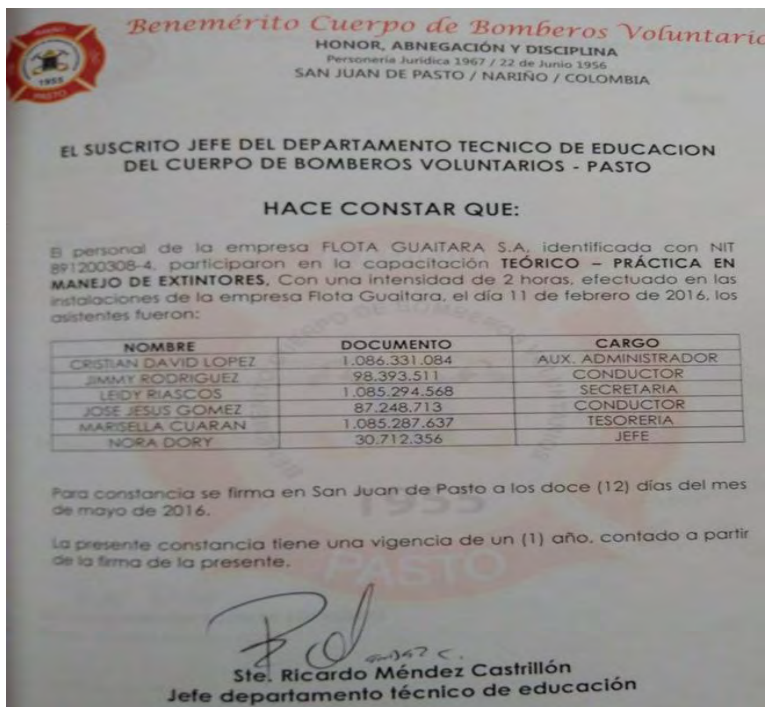 Benemérito Cuerpo de Bomberos Voluntario
HONOR, ABNEGACIÓN Y DISCIPLINA
Personería Jurídica 1967 / 22 de Junio 1956
SAN JUAN DE PASTO / NARIÑO / COLOMBIA
1955
PASTO
EL SUSCRITO JEFE DEL DEPARTAMENTO TECNICO DE EDUCACION
DEL CUERPO DE BOMBEROS VOLUNTARIOS - PASTO
HACE CONSTAR QUE:
El personal de la empresa FLOTA GUAITARA S.A. identificada con NIT
891200308-4, participaron en la capacitación TEÓRICO – PRÁCTICA EN
MANEJO DE EXTINTORES, Con una intensidad de 2 horas, efectuado en las
instalaciones de la empresa Flota Guaitara, el día 11 de febrero de 2016, los
asistentes fueron:
NOMBRE DOCUMENTO CARGO
CRISTIAN DAVID LOPEZ 1.086.331.084 AUX. ADMINISTRADOR
JIMMY RODRIGUEZ 98.393.511 CONDUCTOR
LEIDY RIASCOS 1.085.294.568 SECRETARIA
JOSE JESUS GOMEZ 87.248.713 CONDUCTOR
MARISELLA CUARAN 1.085.287.637 TESORERIA
NORA DORY 30.712.356 JEFE
Para constancia se firma en San Juan de Pasto a los doce (12) días del mes
de mayo de 2016.
1955
La presente constancia tiene una vigencia de un (1) año, contado a partir
de la firma de la presente.
PASTO
Ste. Ricardo Méndez Castrillón
Jefe departamento técnico de educación